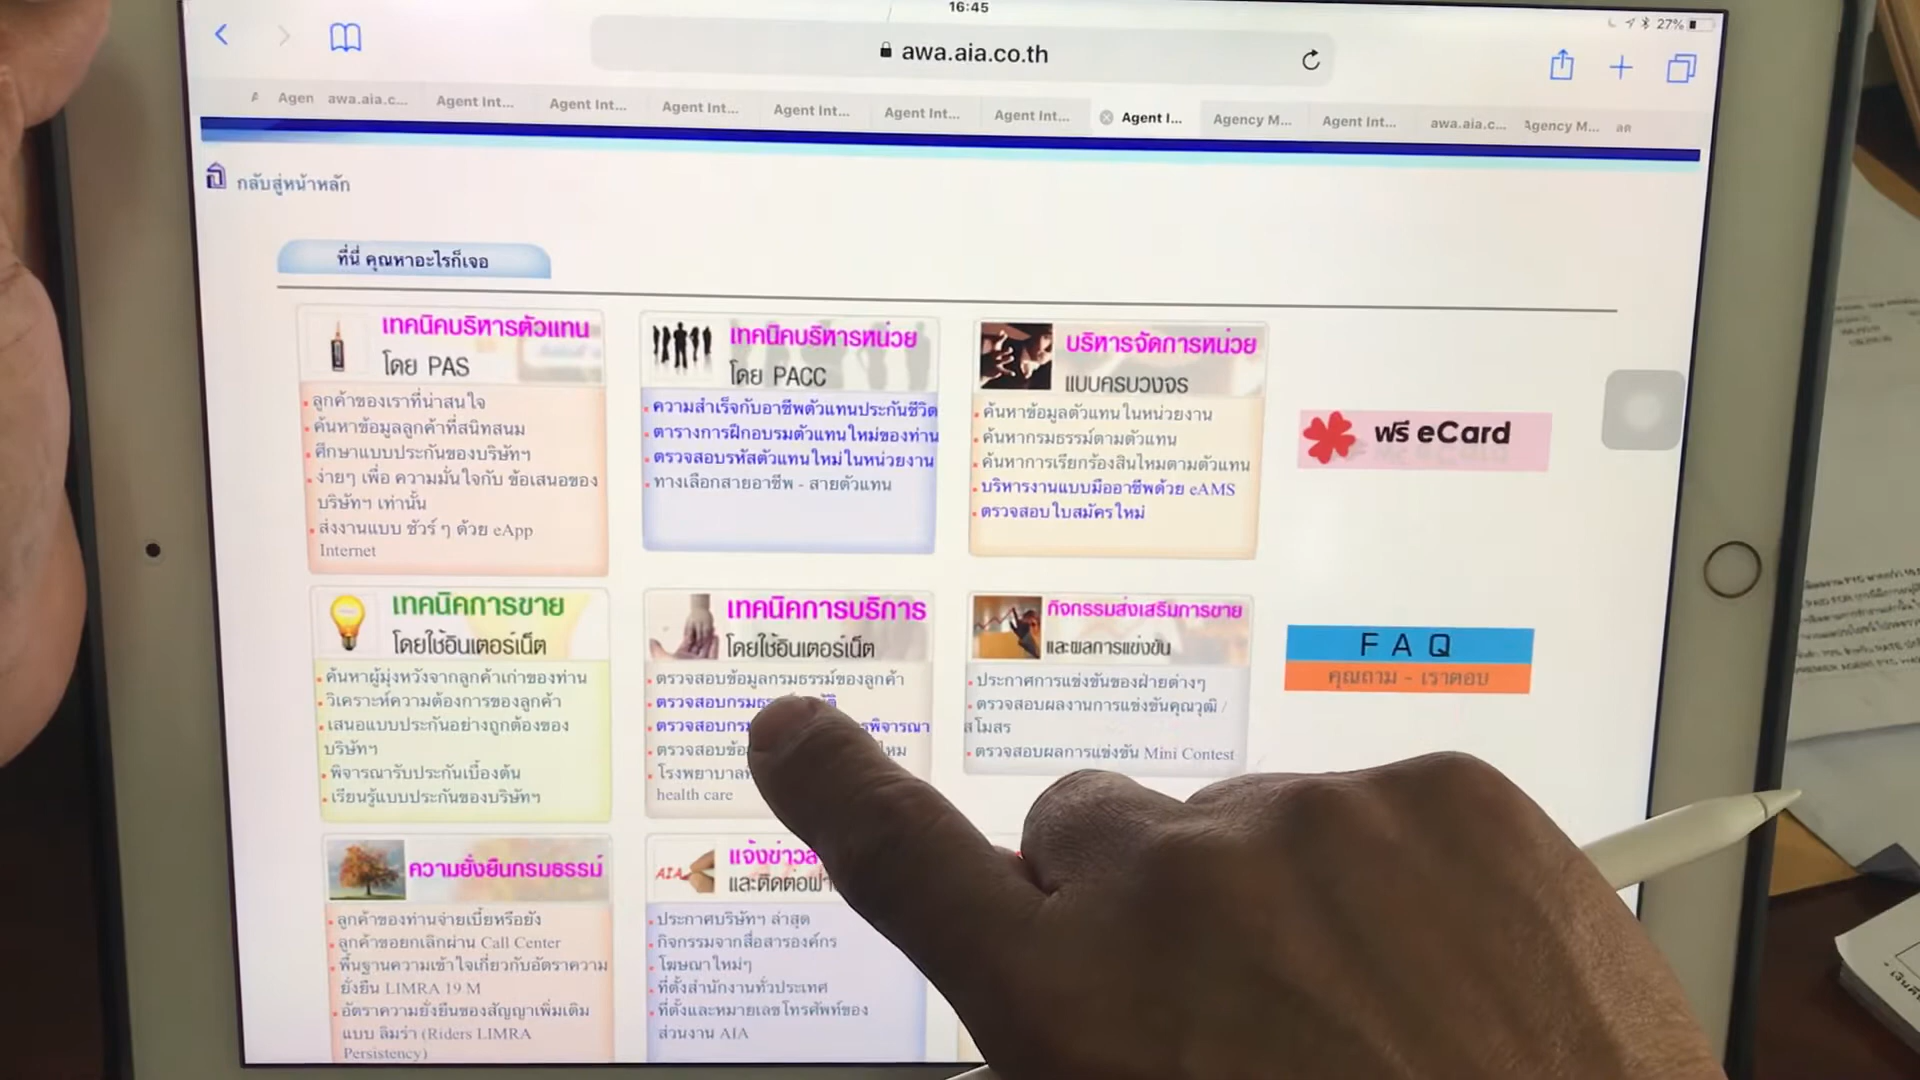 16:45
27%
awa.aia.co.th
Agen
awa.aia.c...
Agent Int...
Agent Int...
Agent Int...
Agent Int...
Agent Int...
Agent Int...
Agent I...
Agency M...
Agent Int...
awa.aia.c...
Agency M...
กลับสู่หน้าหลัก
ที่นี่ คุณหาอะไรก็เจอ
เทคนิคบริหารตัวแทน
โดย PAS
ลูกค้าของเราที่น่าสนใจ
ค้นหาข้อมูลลูกค้าที่สนิทสนม
ศึกษาแบบประกันของบริษัทฯ
ง่ายๆ เพื่อ ความมั่นใจกับ ข้อเสนอของ
บริษัทฯ เท่านั้น
ส่งงานแบบ ชัวร์ ๆ ด้วย eApp
Internet
เทคนิคบริหารหน่วย
โดย PACC
ความสำเร็จกับอาชีพตัวแทนประกันชีวิต
ตารางการฝึกอบรมตัวแทนใหม่ของท่าน
ตรวจสอบรหัสตัวแทนใหม่ในหน่วยงาน
ทางเลือกสายอาชีพ - สายตัวแทน
บริหารจัดการหน่วย
แบบครบวงจร
ค้นหาข้อมูลตัวแทนในหน่วยงาน
ค้นหากรมธรรม์ตามตัวแทน
ค้นหาการเรียกร้องสินไหมตามตัวแทน
บริหารงานแบบมืออาชีพด้วย eAMS
ตรวจสอบใบสมัครใหม่
ฟรี eCard
เทคนิคการขาย
โดยใช้อินเตอร์เน็ต
ค้นหาผู้มุ่งหวังจากลูกค้าเก่าของท่าน
วิเคราะห์ความต้องการของลูกค้า
เสนอแบบประกันอย่างถูกต้องของ
บริษัทฯ
พิจารณารับประกันเบื้องต้น
เรียนรู้แบบประกันของบริษัทฯ
เทคนิคการบริการ
โดยใช้อินเตอร์เน็ต
ตรวจสอบข้อมูลกรมธรรม์ของลูกค้า
ตรวจสอบกรมธร
ตรวจสอบกรม
รพิจารณา
ตรวจสอบข้อ
ไหม
โรงพยาบาล
health care
กิจกรรมส่งเสริมการขาย
และผลการแข่งขัน
ประกาศการแข่งขันของฝ่ายต่างๆ
ตรวจสอบผลงานการแข่งขันคุณวุฒิ /
สโมสร
ตรวจสอบผลการแข่งขัน Mini Contest
F A Q
คุณถาม - เราตอบ
ความยั่งยืนกรมธรรม์
ลูกค้าของท่านจ่ายเบี้ยหรือยัง
ลูกค้าขอยกเลิกผ่าน Call Center
พื้นฐานความเข้าใจเกี่ยวกับอัตราความ
ยั่งยืน LIMRA 19 M
อัตราความยั่งยืนของสัญญาเพิ่มเติม
แบบ ลิมร่า (Riders LIMRA
Persistency)
AIA
แจ้งข่าวส
และติดต่อฝ่า
ประกาศบริษัทฯ ล่าสุด
กิจกรรมจากสื่อสารองค์กร
โฆษณาใหม่ๆ
ที่ตั้งสำนักงานทั่วประเทศ
ที่ตั้งและหมายเลขโทรศัพท์ของ
ส่วนงาน AIA